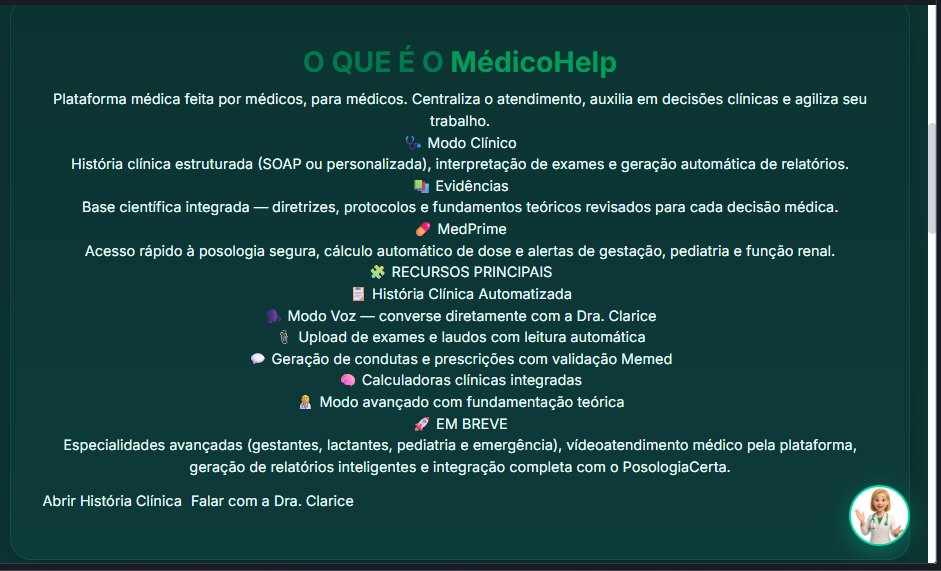 O QUE É O MédicoHelp
Plataforma médica feita por médicos, para médicos. Centraliza o atendimento, auxilia em decisões clínicas e agiliza seu
trabalho.
🩺 Modo Clínico
História clínica estruturada (SOAP ou personalizada), interpretação de exames e geração automática de relatórios.
📚 Evidências
Base científica integrada — diretrizes, protocolos e fundamentos teóricos revisados para cada decisão médica.
💊 MedPrime
Acesso rápido à posologia segura, cálculo automático de dose e alertas de gestação, pediatria e função renal.
🧩 RECURSOS PRINCIPAIS
📋 História Clínica Automatizada
🗣️ Modo Voz — converse diretamente com a Dra. Clarice
📎 Upload de exames e laudos com leitura automática
💬 Geração de condutas e prescrições com validação Memed
🧠 Calculadoras clínicas integradas
🧑‍⚕️ Modo avançado com fundamentação teórica
🚀 EM BREVE
Especialidades avançadas (gestantes, lactantes, pediatria e emergência), vídeoatendimento médico pela plataforma,
geração de relatórios inteligentes e integração completa com o PosologiaCerta.
Abrir História Clínica Falar com a Dra. Clarice